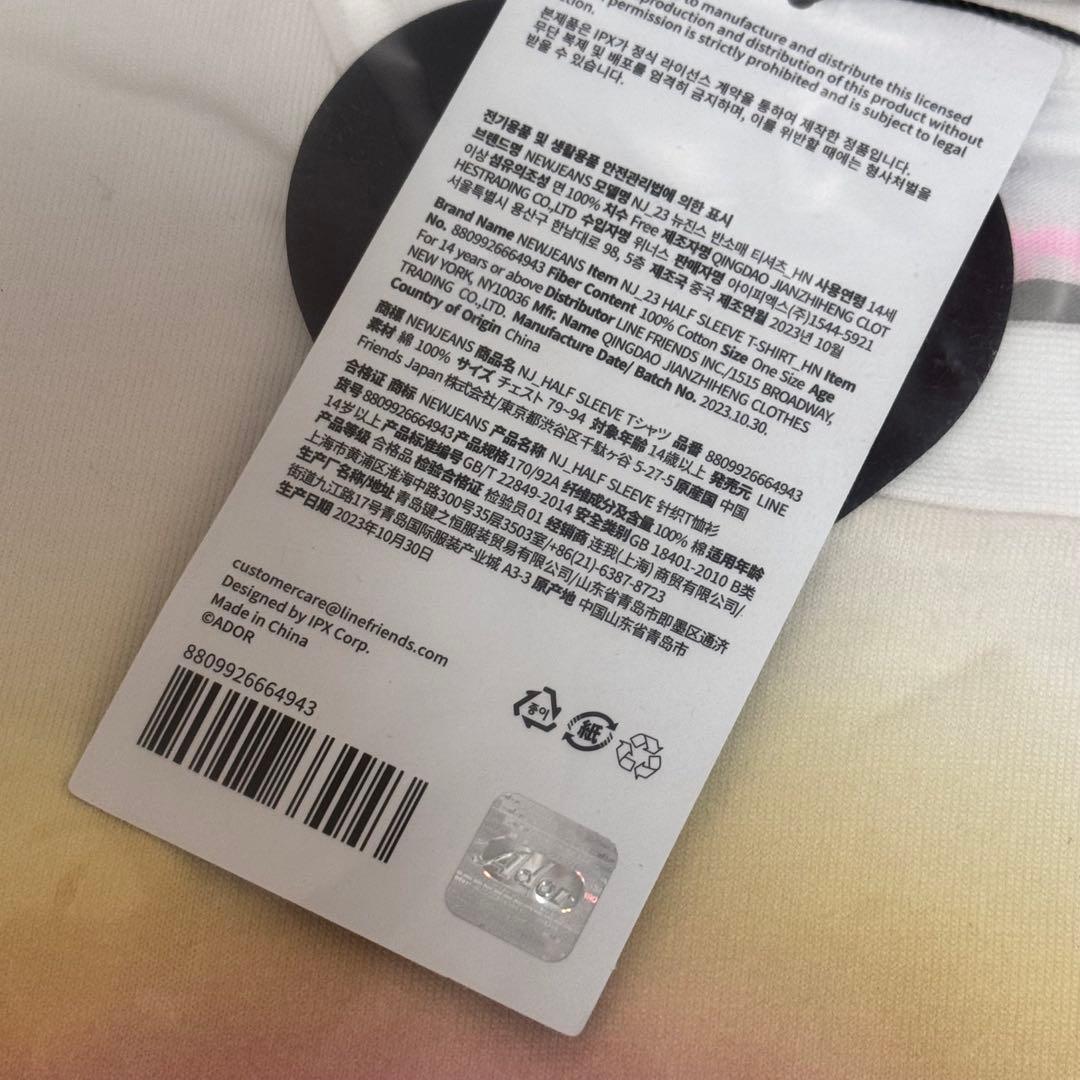 to manufacture and distribute this licensed
production and distribution of this product without
ction. permission is strictly prohibited and is subject to legal
본제품은 IPX가 정식 라이선스 계약을 통하여 제작한 정품입니다.
무단 복제 및 배포를 엄격히 금지하며, 이를 위반할 때에는 형사처벌을
받을 수 있습니다.
전기용품 및 생활용품 안전관리법에 의한 표시
브랜드명 NEWJEANS 모델명 NJ_23 뉴진스 반소매 티셔츠_HN 사용연령 14세
이상 섬유의조성 면 100% 치수 Free 제조자명 QINGDAO JIANZHIHENG CLOT
HESTRADING CO.,LTD 수입자명 위너스 판매자명 아이피엑스(주)1544-5921
서울특별시 용산구 한남대로 98, 5층 제조국 중국 제조연월 2023년 10월
Brand Name NEWJEANS Item NJ_23 HALF SLEEVE T-SHIRT_HN Item
No. 8809926664943 Fiber Content 100% Cotton Size One Size Age
For 14 years or above Distributor LINE FRIENDS INC/1515 BROADWAY,
NEW YORK, NY10036 Mfr. Name QINGDAO JIANZHIHENG CLOTHES
TRADING CO.,LTD. Manufacture Date/ Batch No. 2023.10.30.
Country of Origin China
商標 NEWJEANS 商品名 NJ_HALF SLEEVE Tシャツ 品番 8809926664943
素材 綿 100% サイズ チェスト 79~94 対象年齢 14歳以上 発売元 LINE
Friends Japan 株式会社/東京都渋谷区千駄ヶ谷 5-27-5 原産国 中国
合格证 商标 NEWJEANS 产品名称 NJ_HALF SLEEVE 针织T恤衫
货号 8809926664943 产品规格 170/92A 纤维成分及含量 100% 棉 适用年龄
14岁以上 产品标准编号 GB/T 22849-2014 安全类别 GB 18401-2010 B类
产品等级 合格品 检验合格证 检验员01 经销商 连我(上海) 商贸有限公司/
上海市黄浦区淮海中路300号35层3503室/+86(21)-6387-8723
生产厂名称/地址 青岛键之恒服装贸易有限公司/山东省青岛市即墨区通济
街道九江路17号青岛国际服装产业城 A3-3 原产地 中国山东省青岛市
生产日期 2023年10月30日
customercare@linefriends.com
Designed by IPX Corp.
Made in China
©ADOR
8809926664943
종이
紙
Ador